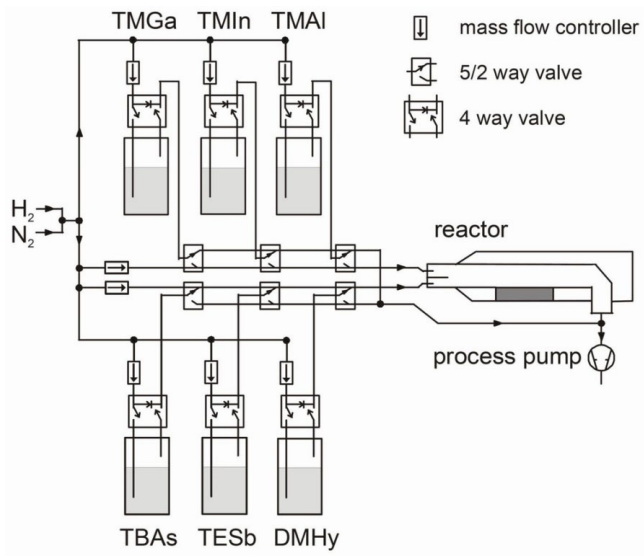 TMGa TMIn TMAl
mass flow controller
5/2 way valve
4 way valve
H2
N2
reactor
process pump
TBAs TESb DMHy